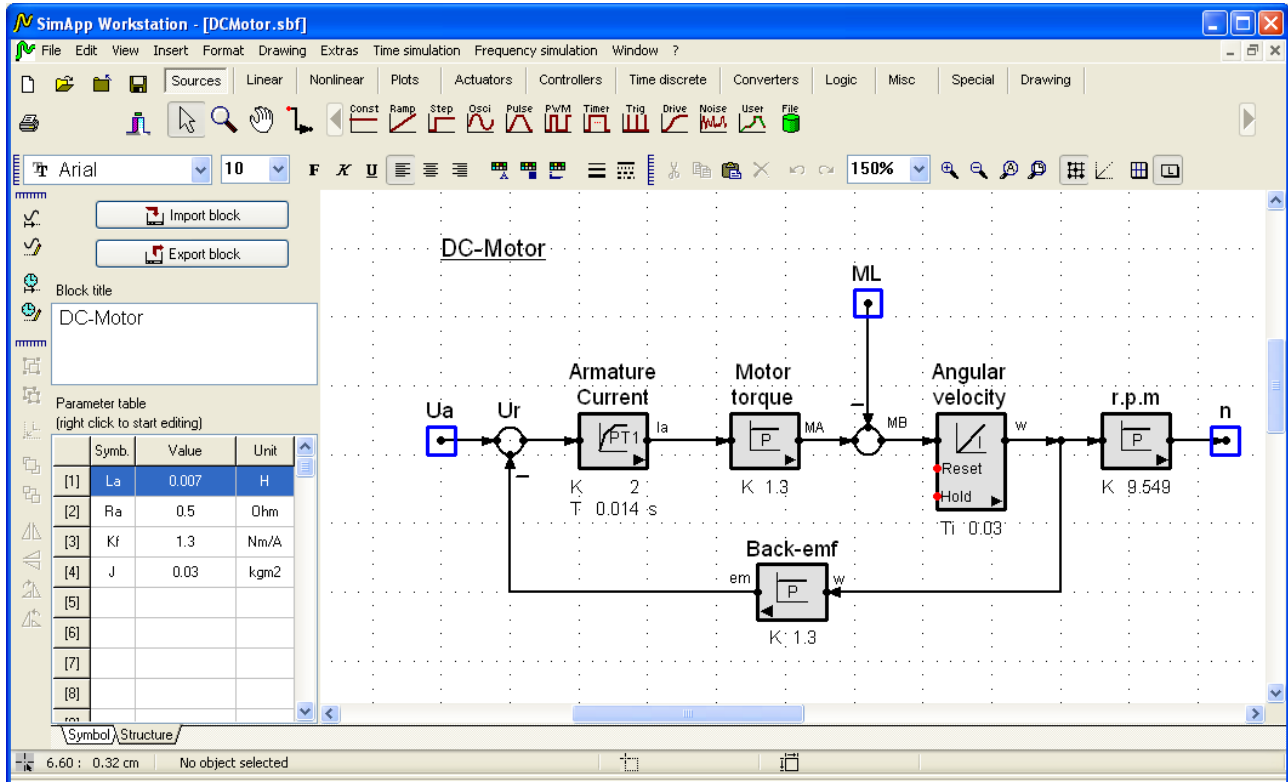 SimApp Workstation - [DCMotor.sbf]
File Edit View Insert Format Drawing Extras Time simulation Frequency simulation Window ?
Sources Linear Nonlinear Plots Actuators Controllers Time discrete Converters Logic Misc Special Drawing
Const Ramp Step Osci Pulse PWM Timer Trig Drive Noise User File
Arial 10 F K U 150%
Import block
Export block
Block title
DC-Motor
Parameter table
(right click to start editing)
Symb. Value Unit
[1] La 0.007 H
[2] Ra 0.5 Ohm
[3] Kf 1.3 Nm/A
[4] J 0.03 kgm2
[5]
[6]
[7]
[8]
Symbol Structure
DC-Motor
ML
Armature
Current
Motor
torque
Angular
velocity
r.p.m
Ua Ur n
PT1 Ia P MA MB I w P
Reset
Hold
K 2
T 0.014 s
K 1.3
Ti 0.03
K 9.549
Back-emf
em P w
K 1.3
6.60 : 0.32 cm No object selected